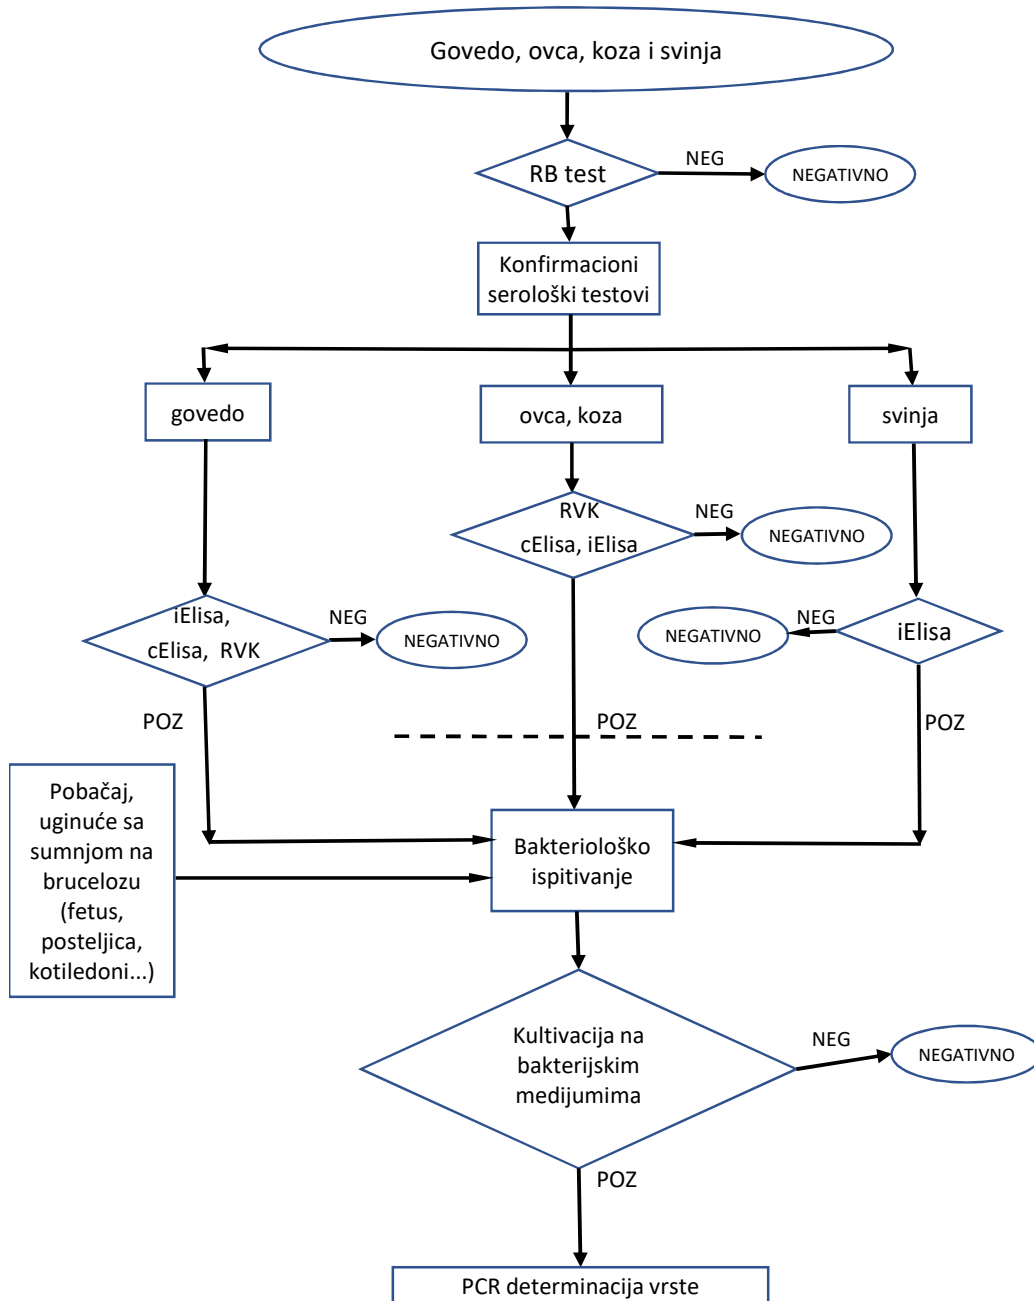 Govedo, ovca, koza i svinja
RB test
NEG
NEGATIVNO
Konfirmacioni
serološki testovi
govedo
ovca, koza
svinja
RVK
cElisa, iElisa
NEG
NEGATIVNO
iElisa,
cElisa, RVK
NEG
NEGATIVNO
NEGATIVNO
NEG
iElisa
POZ
POZ
POZ
Pobačaj,
uginuće sa
sumnjom na
brucelozu
(fetus,
posteljica,
kotiledoni...)
Bakteriološko
ispitivanje
Kultivacija na
bakterijskim
medijumima
NEG
NEGATIVNO
POZ
PCR determinacija vrste